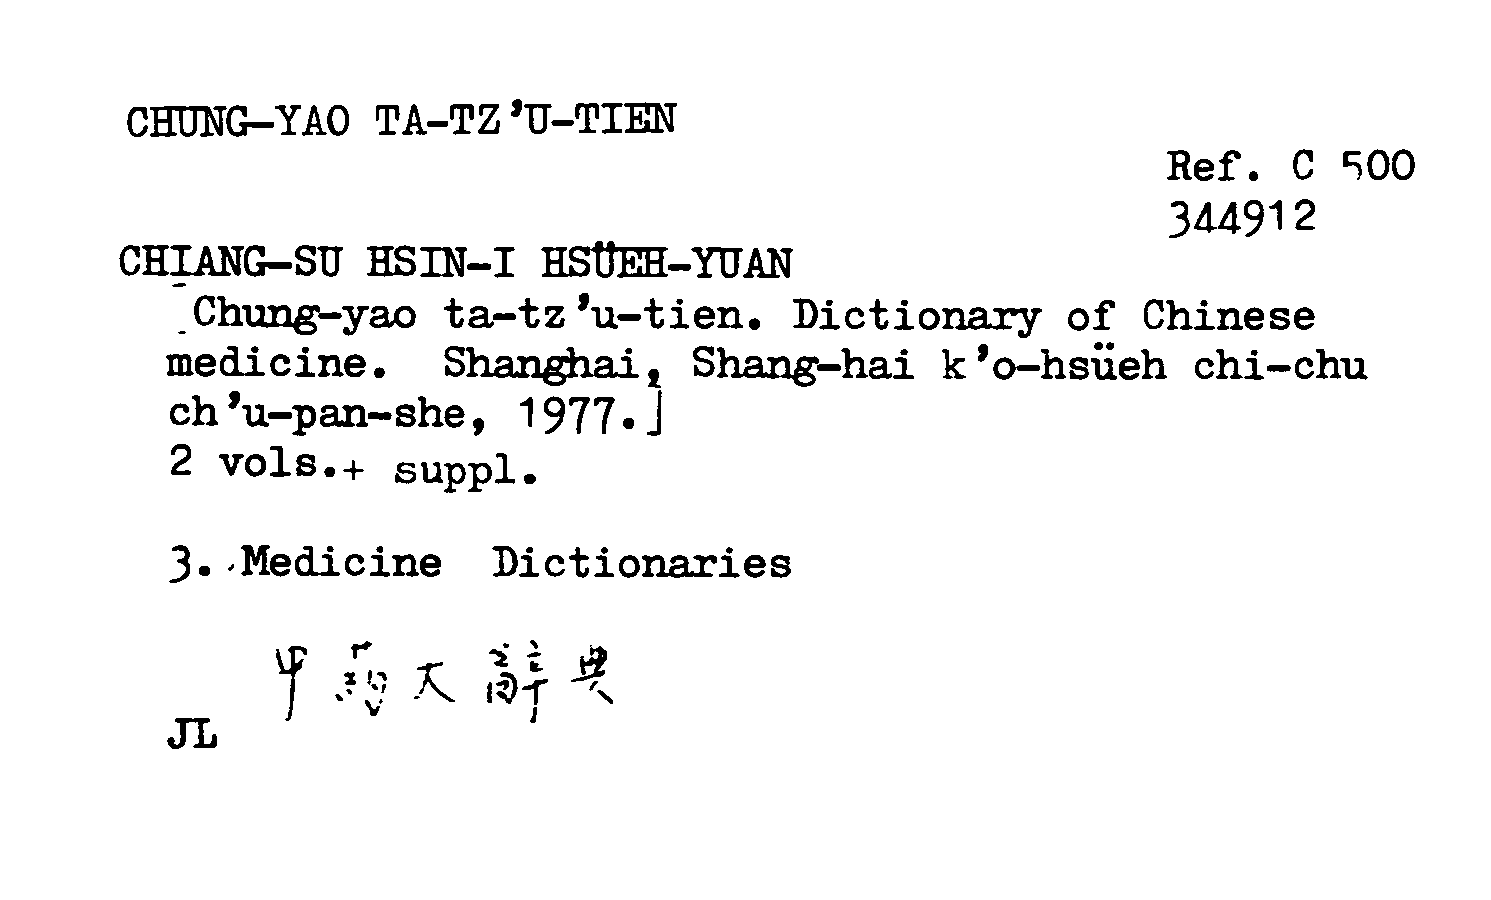 CHUNG-YAO TA-TZ'U-TIEN
Ref. C 500
344912
CHIANG-SU HSIN-I HSÜEH-YUAN
[Chung-yao ta-tz'u-tien. Dictionary of Chinese
medicine. Shanghai, Shang-hai k'o-hsüeh chi-chu
ch'u-pan-she, 1977.]
2 vols.+ suppl.
3. Medicine Dictionaries
中药大辭典
JL